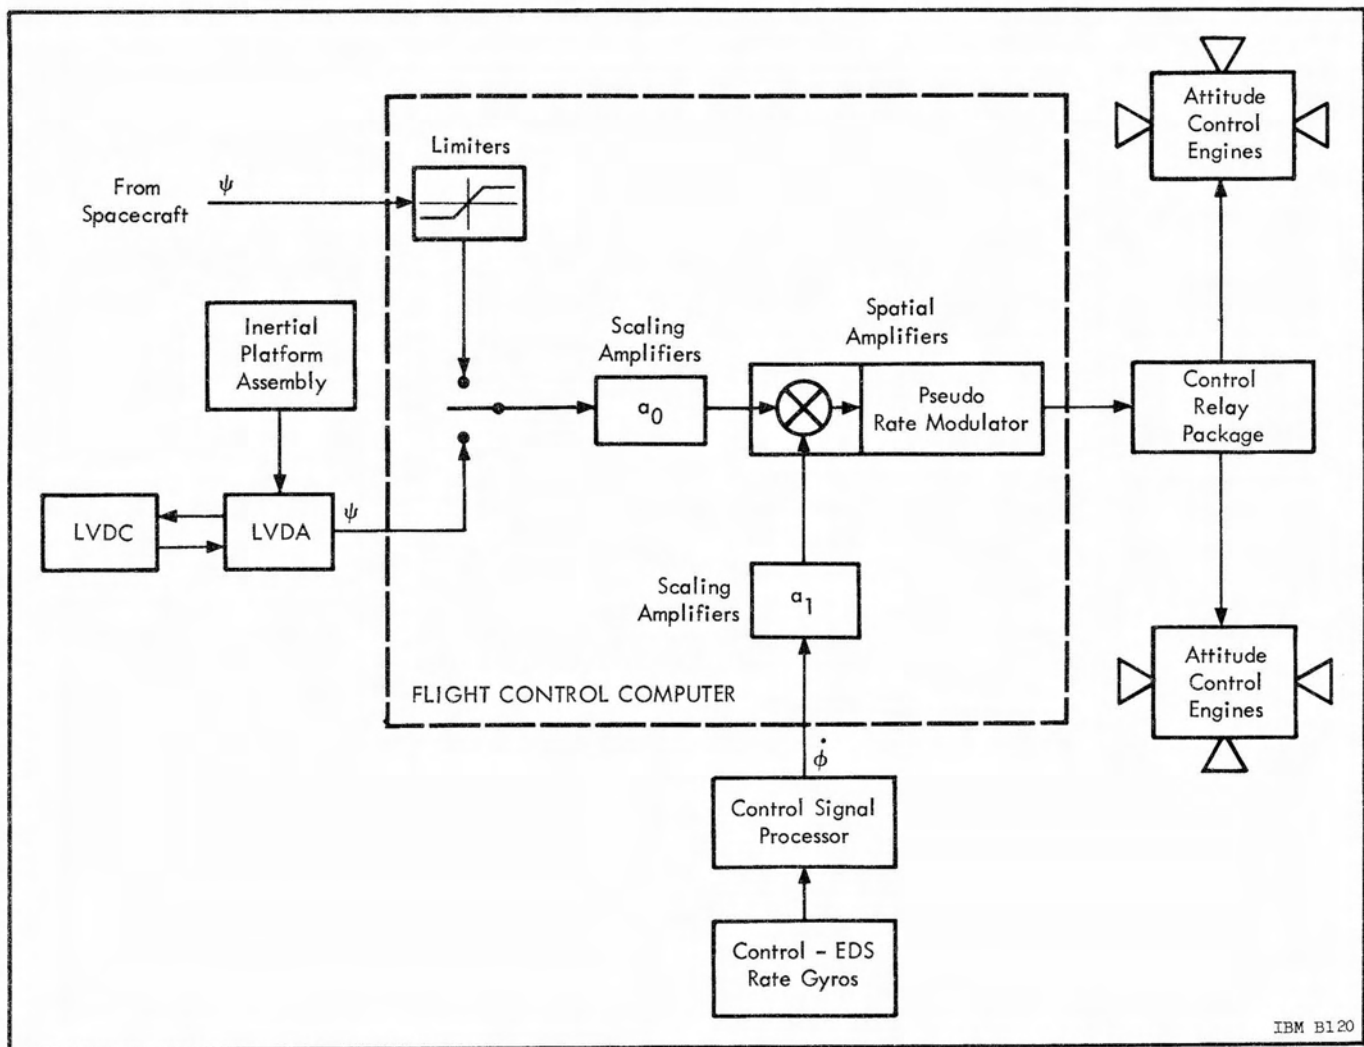 Attitude
Control
Engines
Limiters
From
Spacecraft
ψ
Inertial
Platform
Assembly
Scaling
Amplifiers
a0
Spatial
Amplifiers
Pseudo
Rate Modulator
Control
Relay
Package
LVDC
LVDA
ψ
Scaling
Amplifiers
a1
Attitude
Control
Engines
FLIGHT CONTROL COMPUTER
ϕ̇
Control Signal
Processor
Control - EDS
Rate Gyros
IBM B120